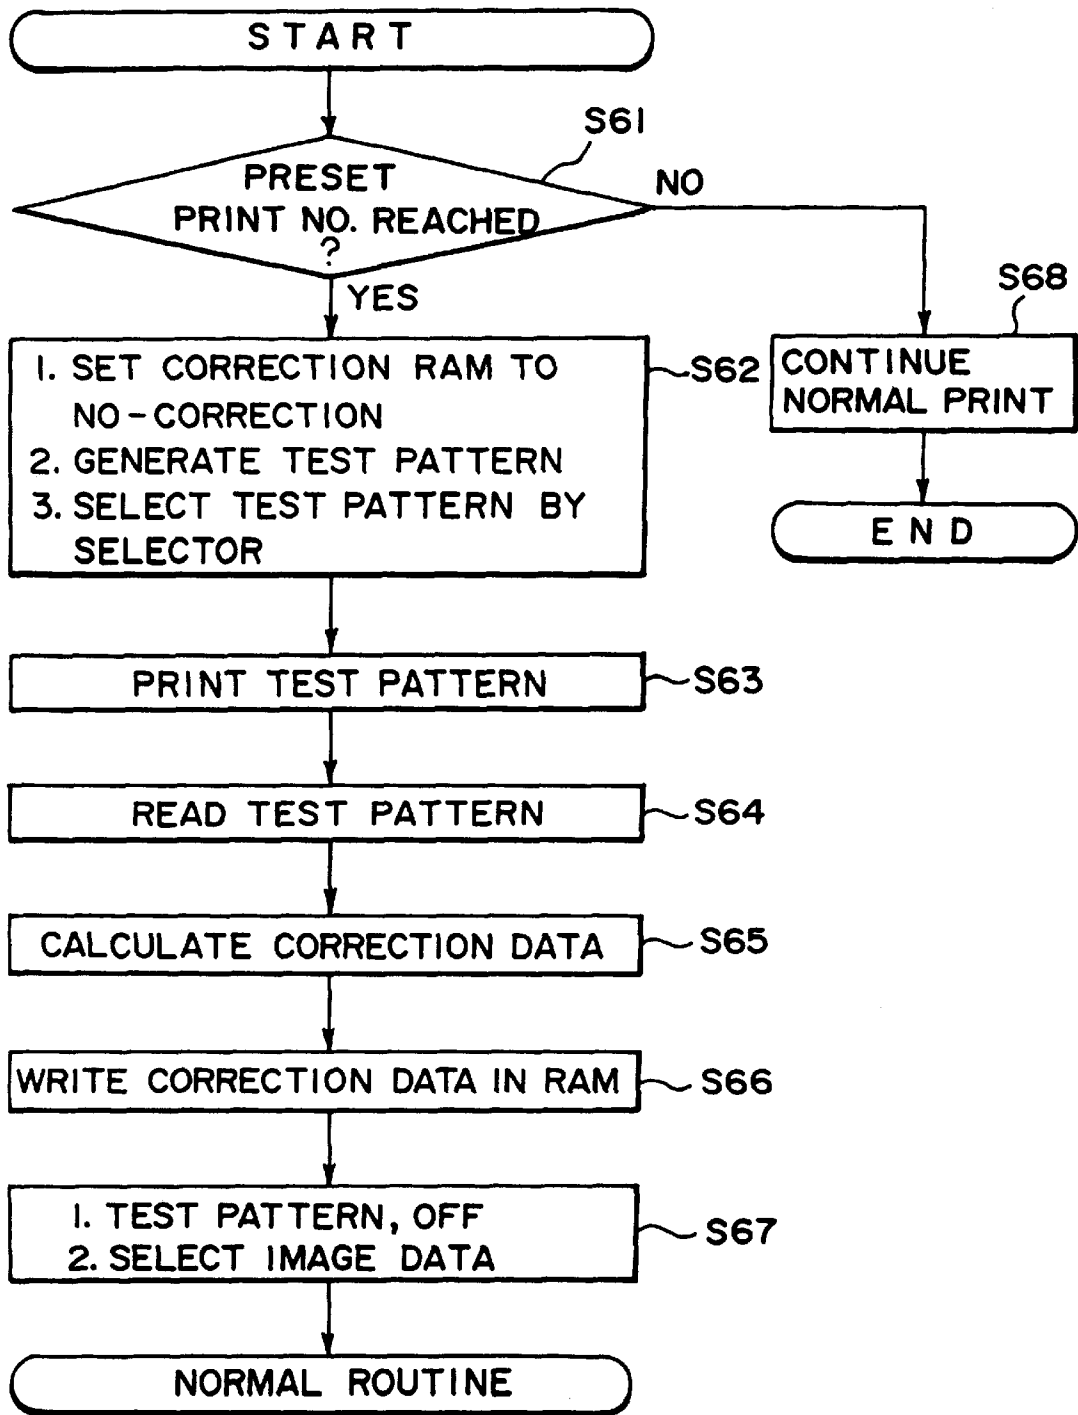 START
S61
PRESET
PRINT NO. REACHED
?
NO
YES
S68
1. SET CORRECTION RAM TO
NO-CORRECTION
2. GENERATE TEST PATTERN
3. SELECT TEST PATTERN BY
SELECTOR
S62
CONTINUE
NORMAL PRINT
END
PRINT TEST PATTERN
S63
READ TEST PATTERN
S64
CALCULATE CORRECTION DATA
S65
WRITE CORRECTION DATA IN RAM
S66
1. TEST PATTERN, OFF
2. SELECT IMAGE DATA
S67
NORMAL ROUTINE